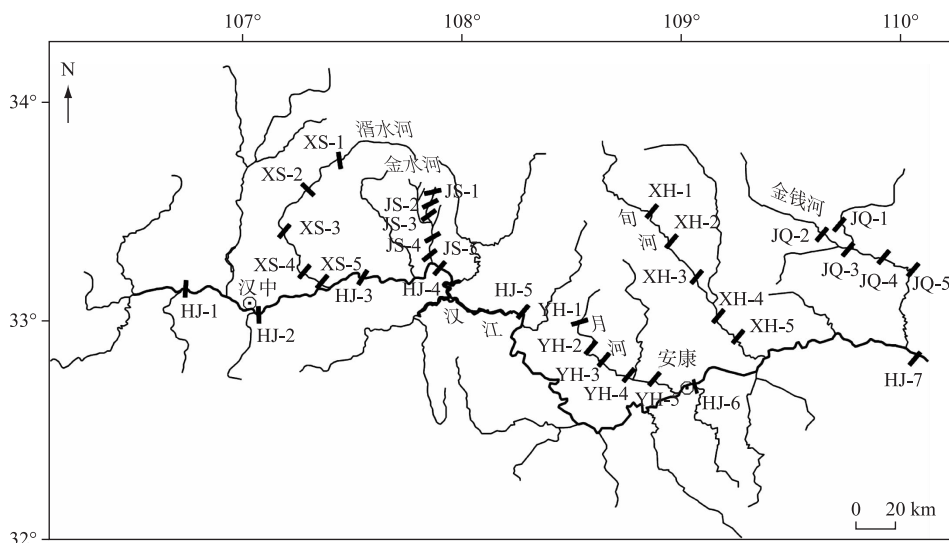 107° 108° 109° 110°
N
34°
33°
32°
XS-1
湑水河
XS-2
金水河
JS-1
JS-2
JS-3
JS-4
JS-5
XS-3
XS-4
XS-5
汉中
HJ-1
HJ-2
HJ-3
HJ-4
HJ-5
汉江
YH-1
月河
YH-2
YH-3
YH-4
YH-5
安康
HJ-6
XH-1
旬河
XH-2
XH-3
XH-4
XH-5
金钱河
JQ-1
JQ-2
JQ-3
JQ-4
JQ-5
HJ-7
0 20 km